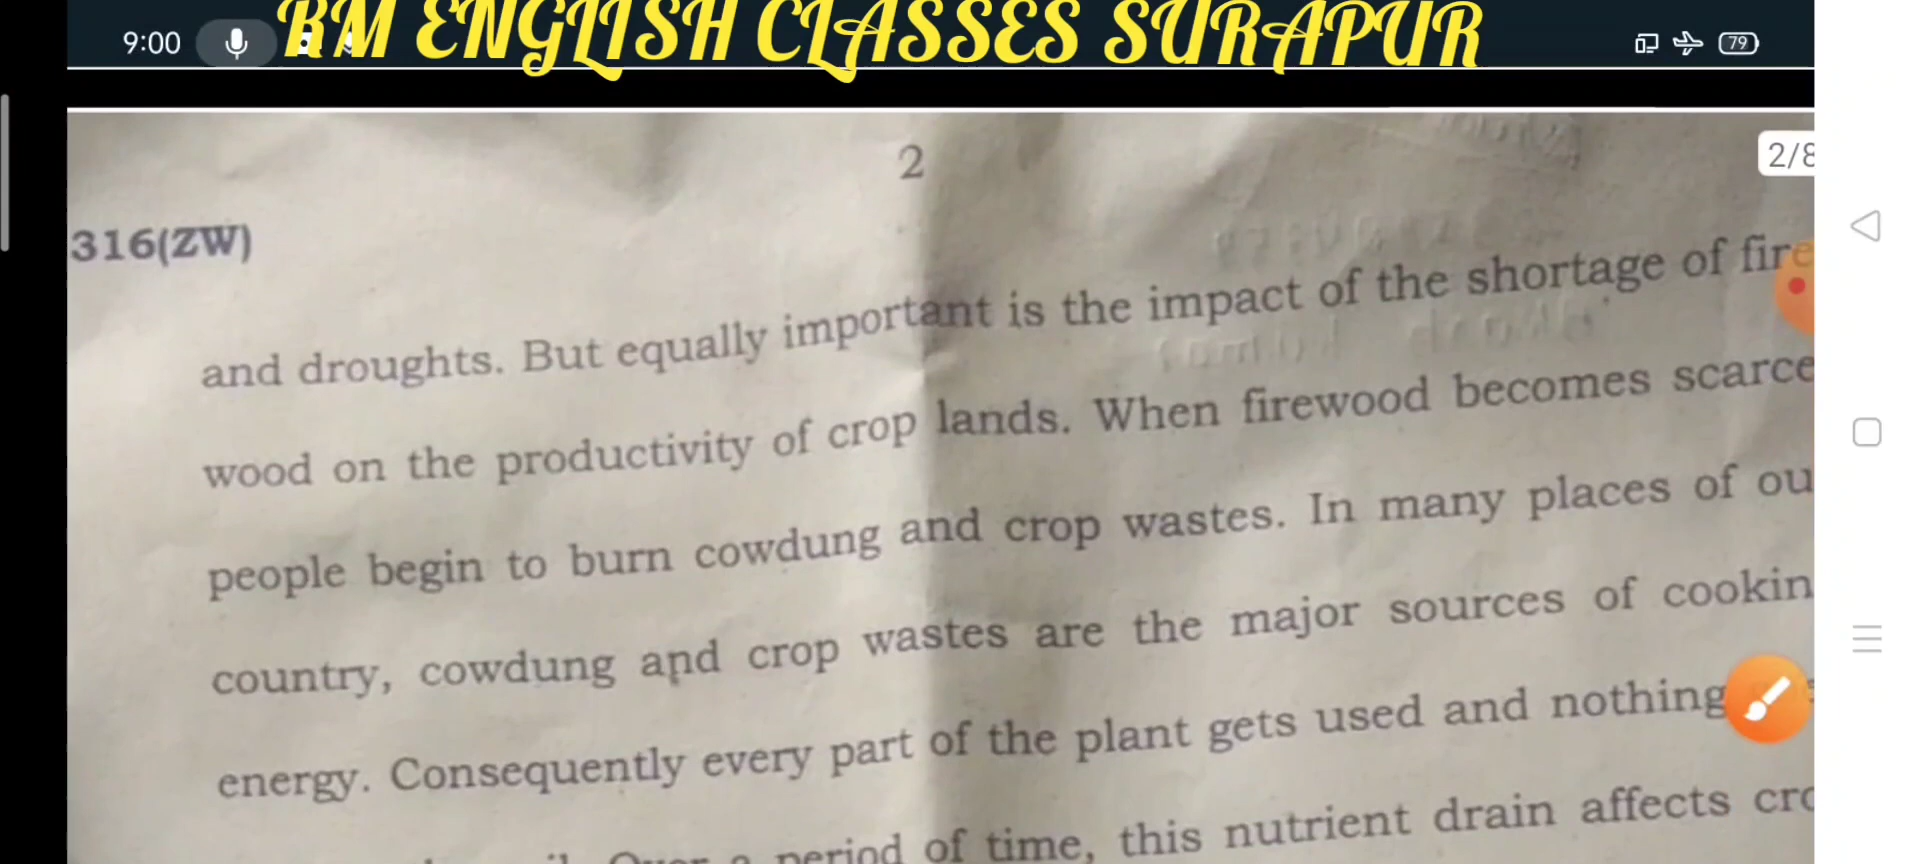 RM ENGLISH CLASSES SURAPUR
9:00
79
2
2/8
316(ZW)
and droughts. But equally important is the impact of the shortage of fire
wood on the productivity of crop lands. When firewood becomes scarce
people begin to burn cowdung and crop wastes. In many places of ou
country, cowdung and crop wastes are the major sources of cookin
energy. Consequently every part of the plant gets used and nothing
period of time, this nutrient drain affects cro